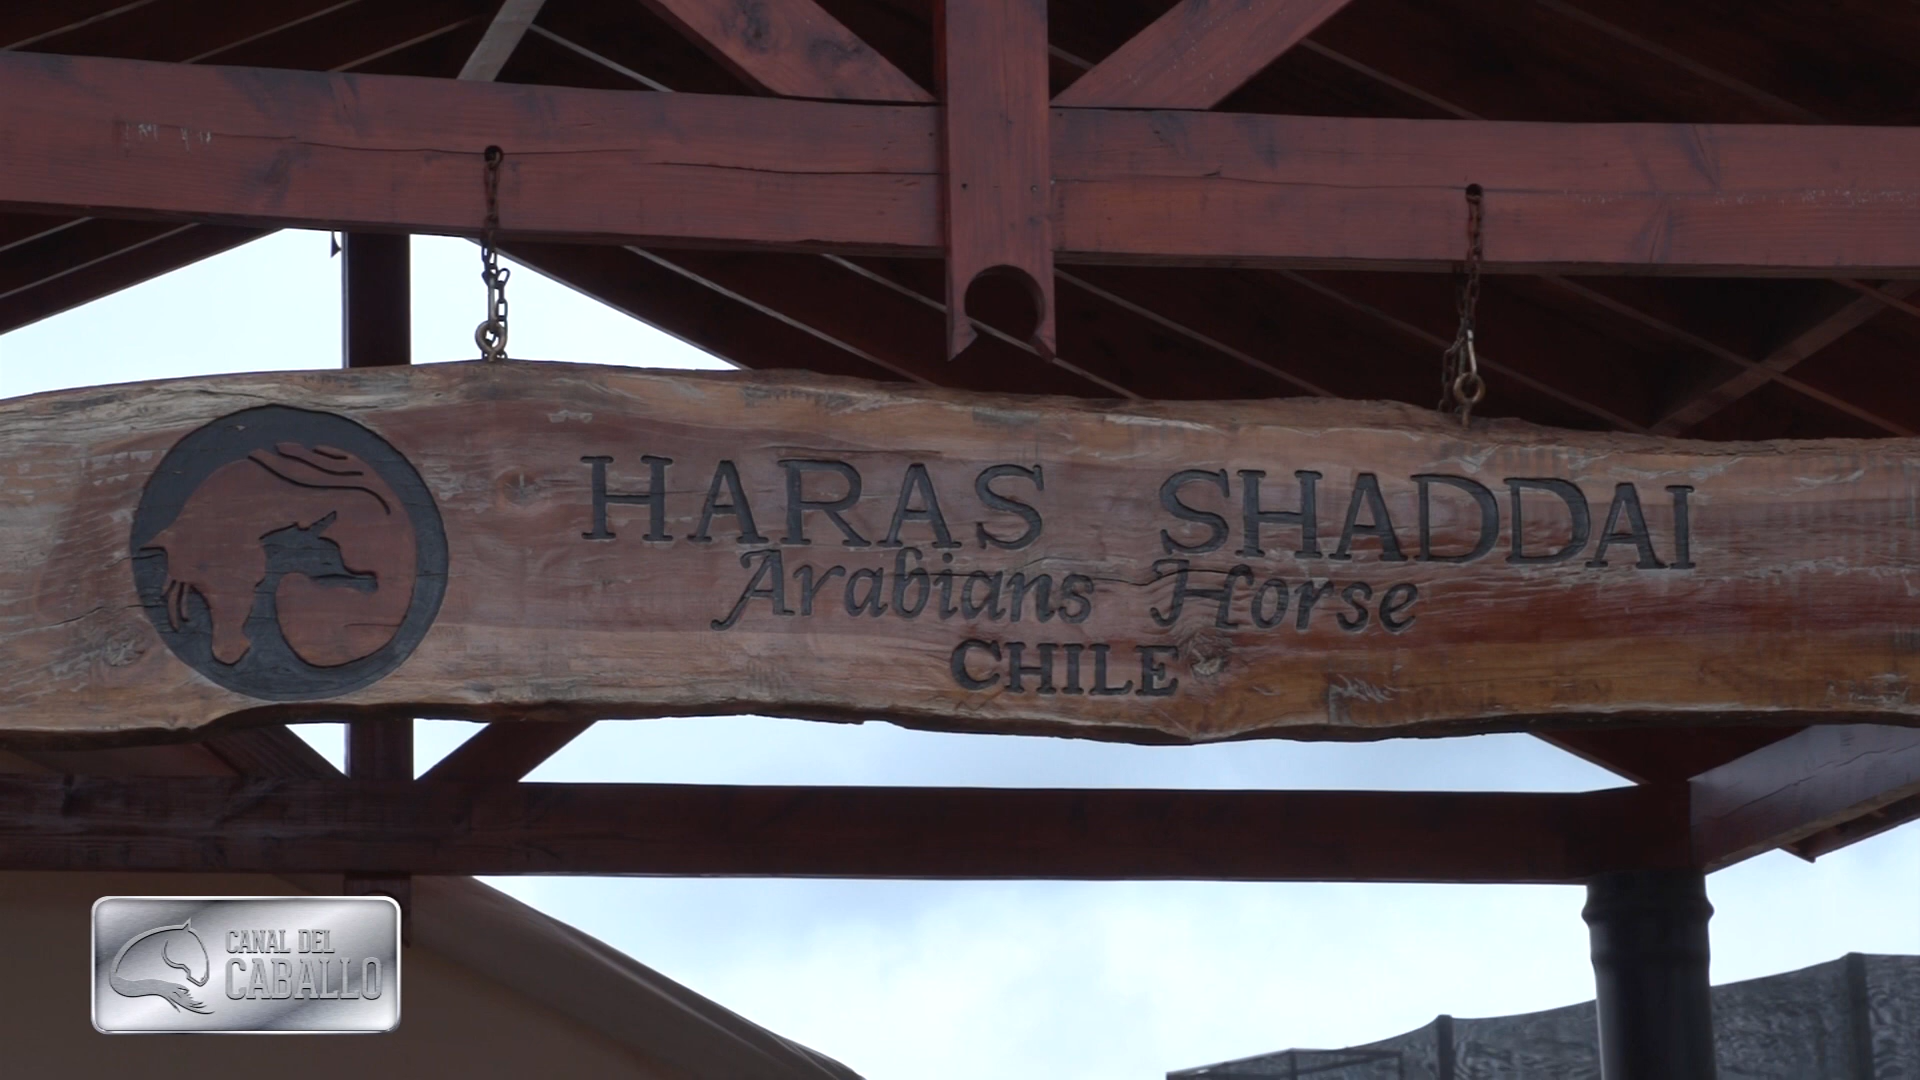 HARAS SHADDAI
Arabians Horse
CHILE
CANAL DEL
CABALLO